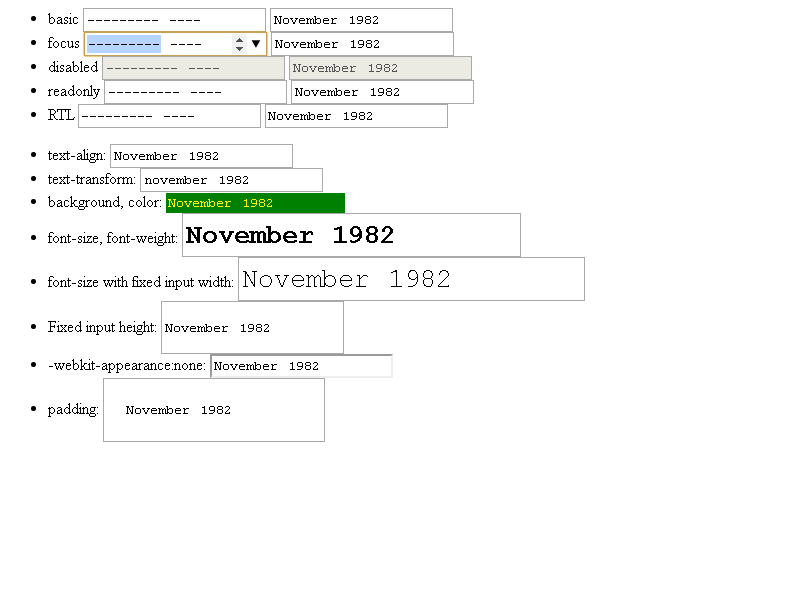 basic --------- ---- November 1982
focus --------- ---- November 1982
disabled --------- ---- November 1982
readonly --------- ---- November 1982
RTL --------- ---- November 1982
text-align: November 1982
text-transform: november 1982
background, color: November 1982
font-size, font-weight: November 1982
font-size with fixed input width: November 1982
Fixed input height: November 1982
-webkit-appearance:none: November 1982
padding: November 1982